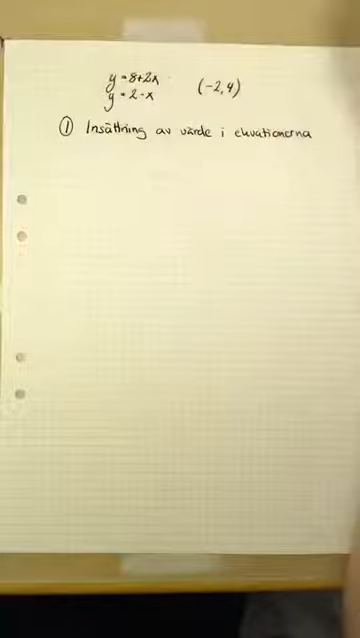 y = 8+2x
y = 2-x (-2,4)
① Insättning av värde i ekvationerna